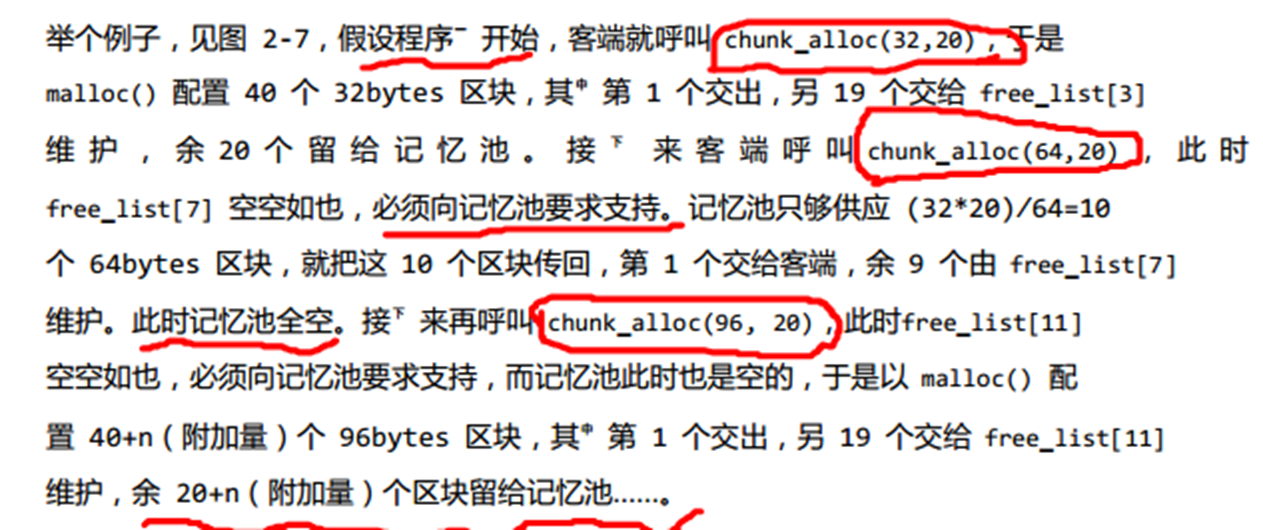 举个例子，见图 2-7，假设程序一 开始，客端就呼叫 chunk_alloc(32,20)，于是
malloc() 配置 40 个 32bytes 区块，其中 第 1 个交出，另 19 个交给 free_list[3]
维护，余 20 个留给记忆池。接下 来客端呼叫 chunk_alloc(64,20)，此时
free_list[7] 空空如也，必须向记忆池要求支持。记忆池只够供应 (32*20)/64=10
个 64bytes 区块，就把这 10 个区块传回，第 1 个交给客端，余 9 个由 free_list[7]
维护。此时记忆池全空。接下 来再呼叫 chunk_alloc(96, 20)，此时free_list[11]
空空如也，必须向记忆池要求支持，而记忆池此时也是空的，于是以 malloc() 配
置 40+n（附加量）个 96bytes 区块，其中 第 1 个交出，另 19 个交给 free_list[11]
维护，余 20+n（附加量）个区块留给记忆池……。